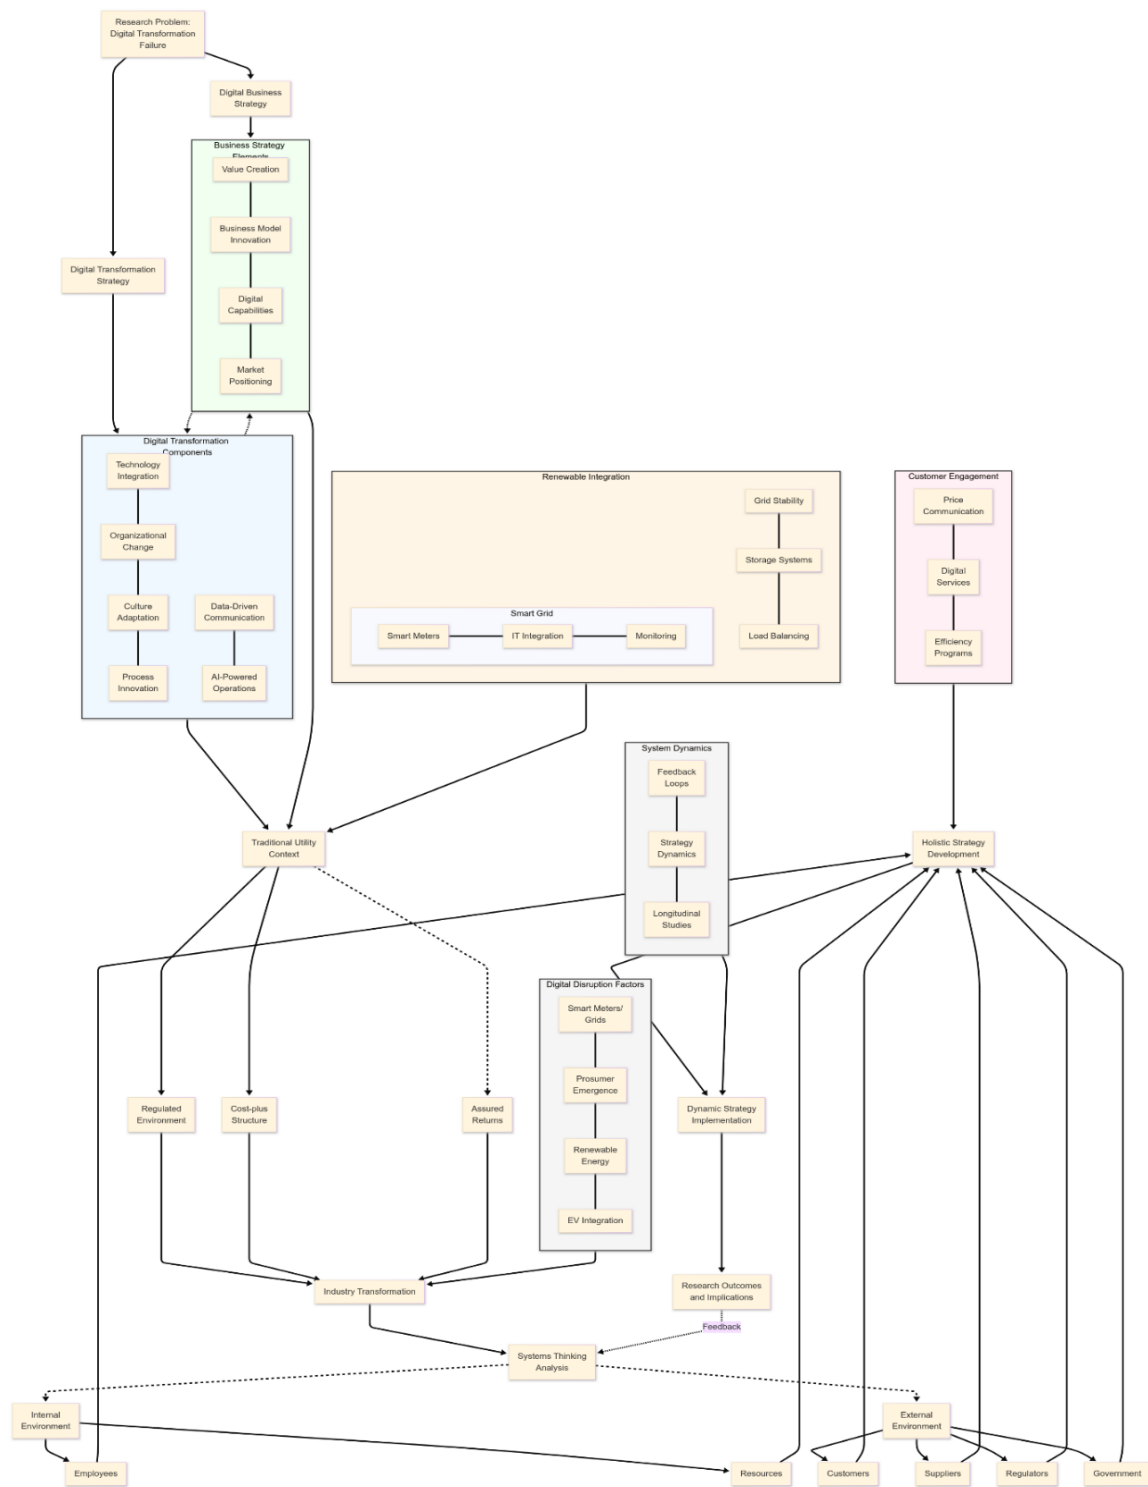 Research Problem:
Digital Transformation
Failure
Digital Business
Strategy
Business Strategy
Elements
Value Creation
Business Model
Innovation
Digital
Capabilities
Market
Positioning
Digital Transformation
Strategy
Digital Transformation
Components
Technology
Integration
Organizational
Change
Culture
Adaptation
Process
Innovation
Data-Driven
Communication
AI-Powered
Operations
Renewable Integration
Grid Stability
Storage Systems
Load Balancing
Smart Grid
Smart Meters
IT Integration
Monitoring
Customer Engagement
Price
Communication
Digital
Services
Efficiency
Programs
System Dynamics
Feedback
Loops
Strategy
Dynamics
Longitudinal
Studies
Traditional Utility
Context
Holistic Strategy
Development
Digital Disruption Factors
Smart Meters/
Grids
Prosumer
Emergence
Renewable
Energy
EV Integration
Regulated
Environment
Cost-plus
Structure
Assured
Returns
Dynamic Strategy
Implementation
Industry Transformation
Research Outcomes
and Implications
Feedback
Systems Thinking
Analysis
Internal
Environment
External
Environment
Employees
Resources
Customers
Suppliers
Regulators
Government